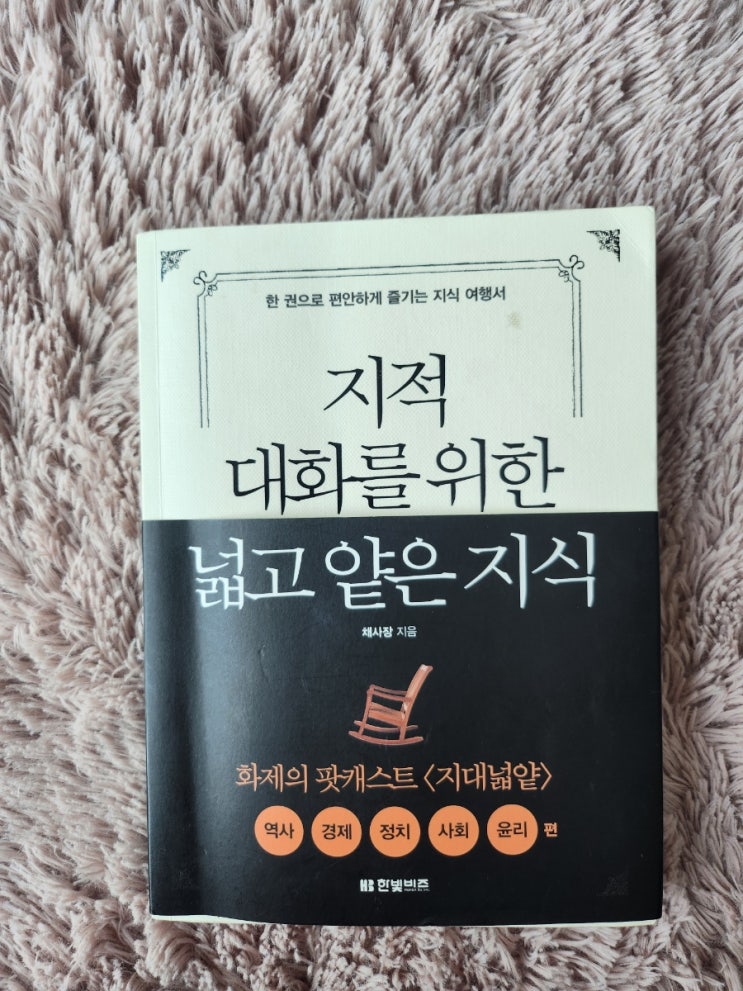 한 권으로 편안하게 즐기는 지식 여행서
지적
대화를 위한
넓고 얕은 지식
채사장 지음
화제의 팟캐스트 <지대넓얕>
역사 경제 정치 사회 윤리 편
HB 한빛비즈